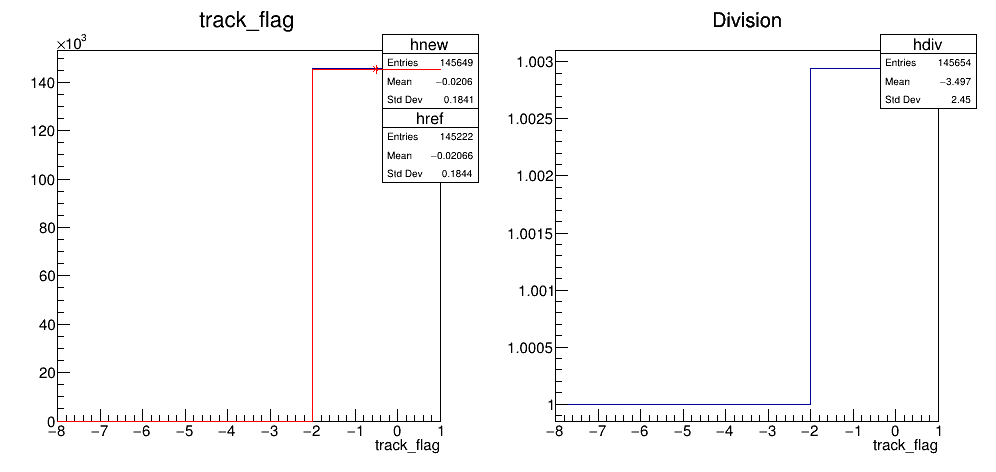 track_flag
×10³
hnew
Entries 145649
Mean −0.0206
Std Dev 0.1841
href
Entries 145222
Mean −0.02066
Std Dev 0.1844
140
120
100
80
60
40
20
0
−8 −7 −6 −5 −4 −3 −2 −1 0 1
track_flag
Division
hdiv
Entries 145654
Mean −3.497
Std Dev 2.45
1.003
1.0025
1.002
1.0015
1.001
1.0005
1
−8 −7 −6 −5 −4 −3 −2 −1 0 1
track_flag